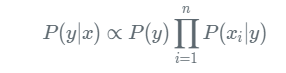 P(y|x) ∝ P(y) ∏_{i=1}^{n} P(x_i|y)